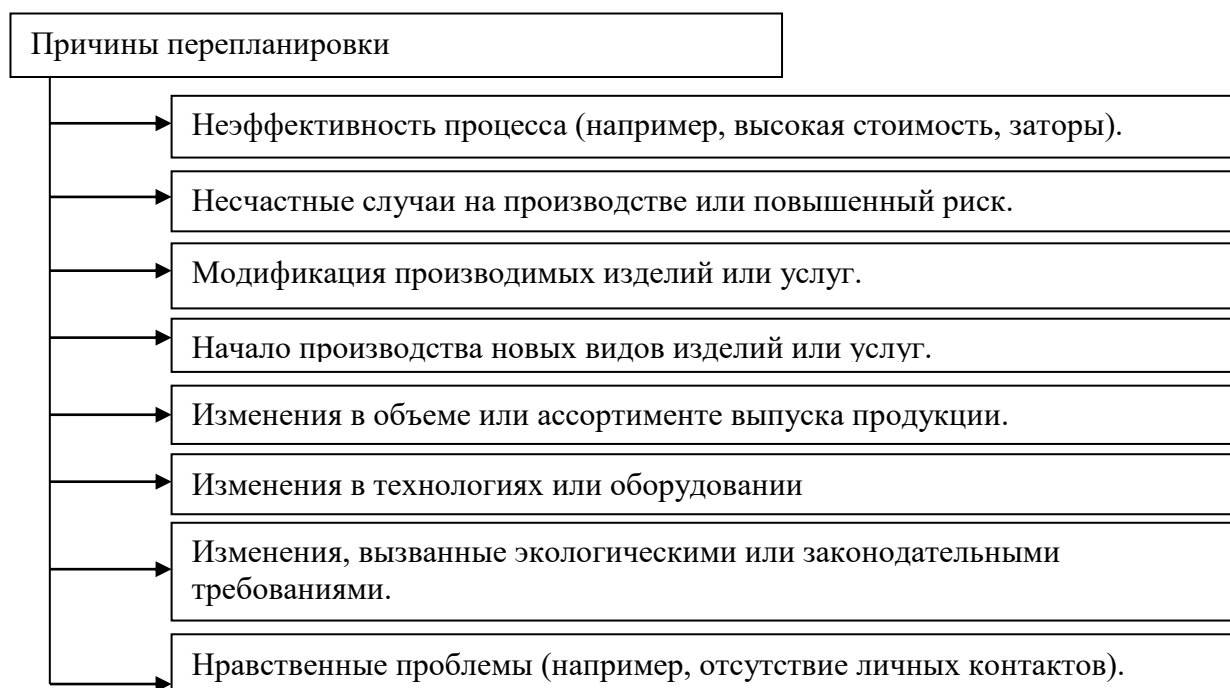 Причины перепланировки
Неэффективность процесса (например, высокая стоимость, заторы).
Несчастные случаи на производстве или повышенный риск.
Модификация производимых изделий или услуг.
Начало производства новых видов изделий или услуг.
Изменения в объеме или ассортименте выпуска продукции.
Изменения в технологиях или оборудовании
Изменения, вызванные экологическими или законодательными
требованиями.
Нравственные проблемы (например, отсутствие личных контактов).